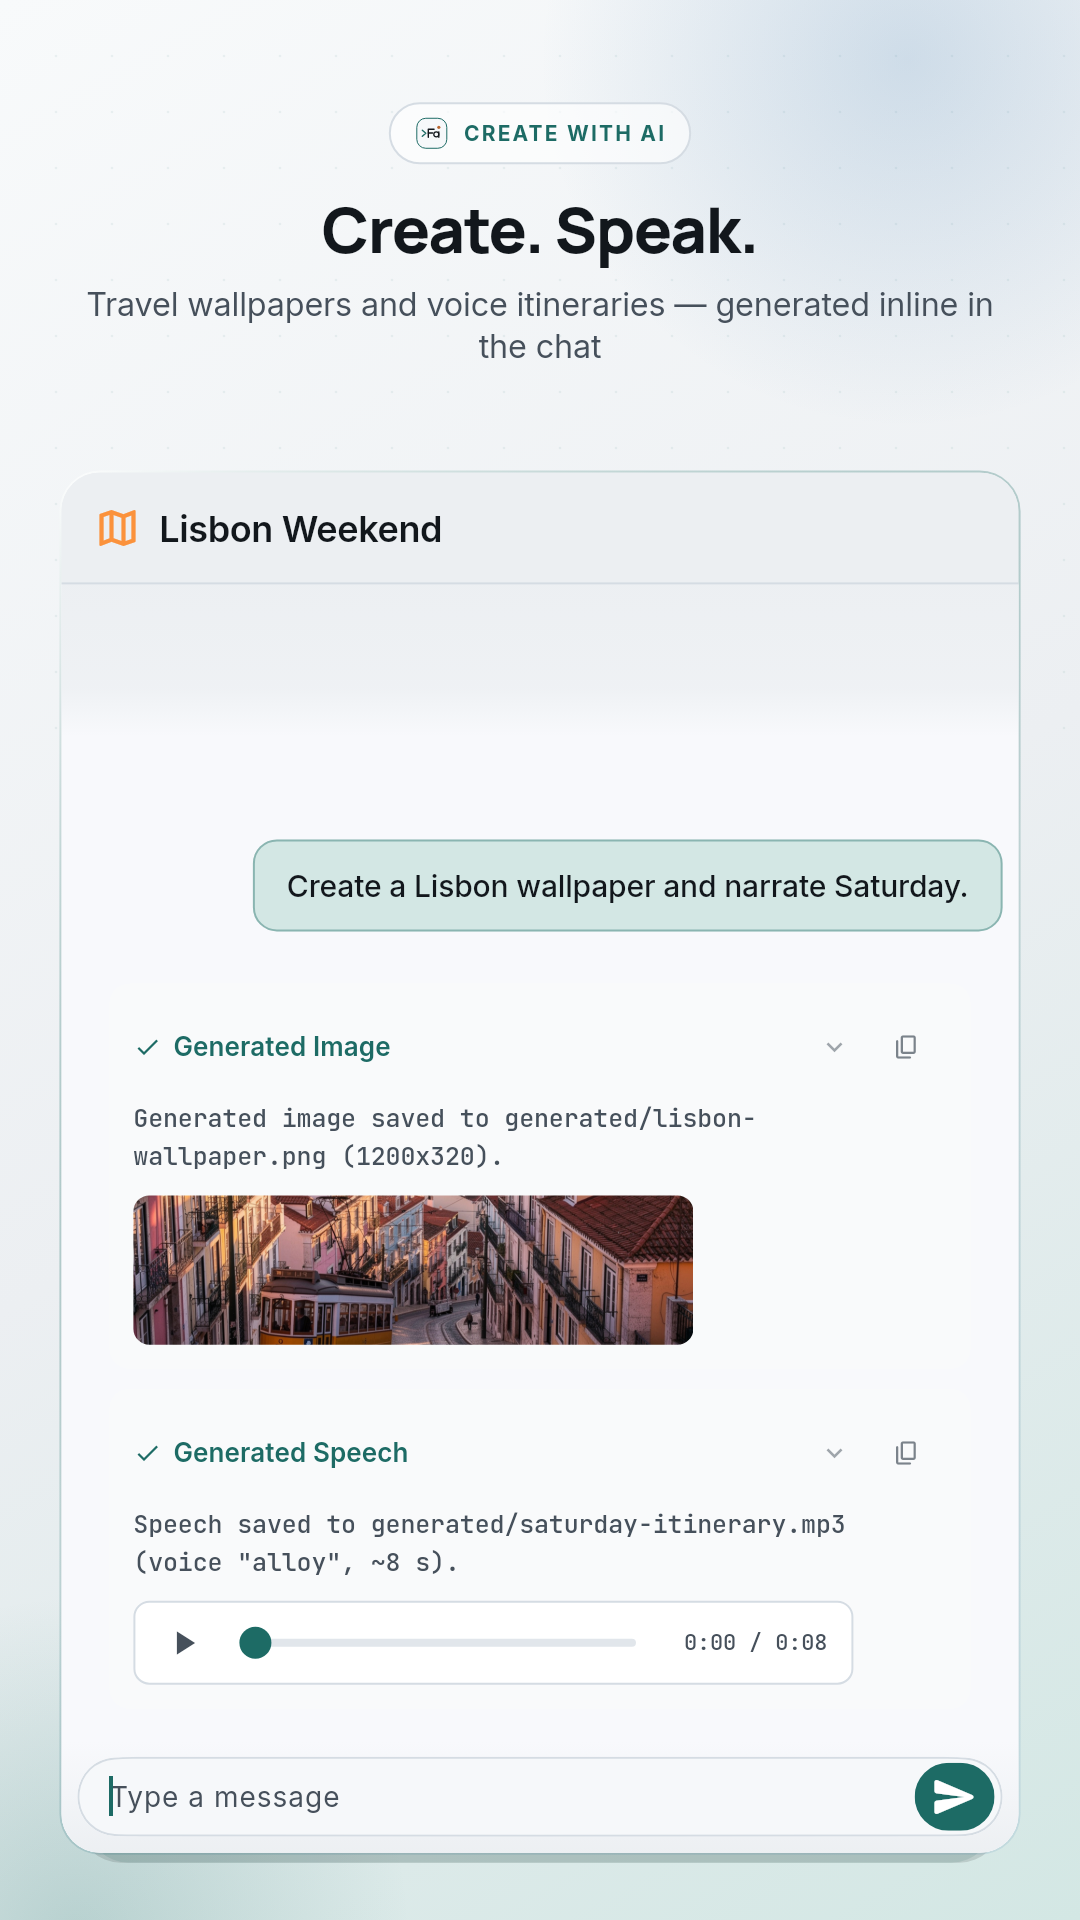 >Fa CREATE WITH AI
Create. Speak.
Travel wallpapers and voice itineraries — generated inline in
the chat
Lisbon Weekend
Create a Lisbon wallpaper and narrate Saturday.
Generated Image
Generated image saved to generated/lisbon-
wallpaper.png (1200x320).
Generated Speech
Speech saved to generated/saturday-itinerary.mp3
(voice "alloy", ~8 s).
0:00 / 0:08
Type a message